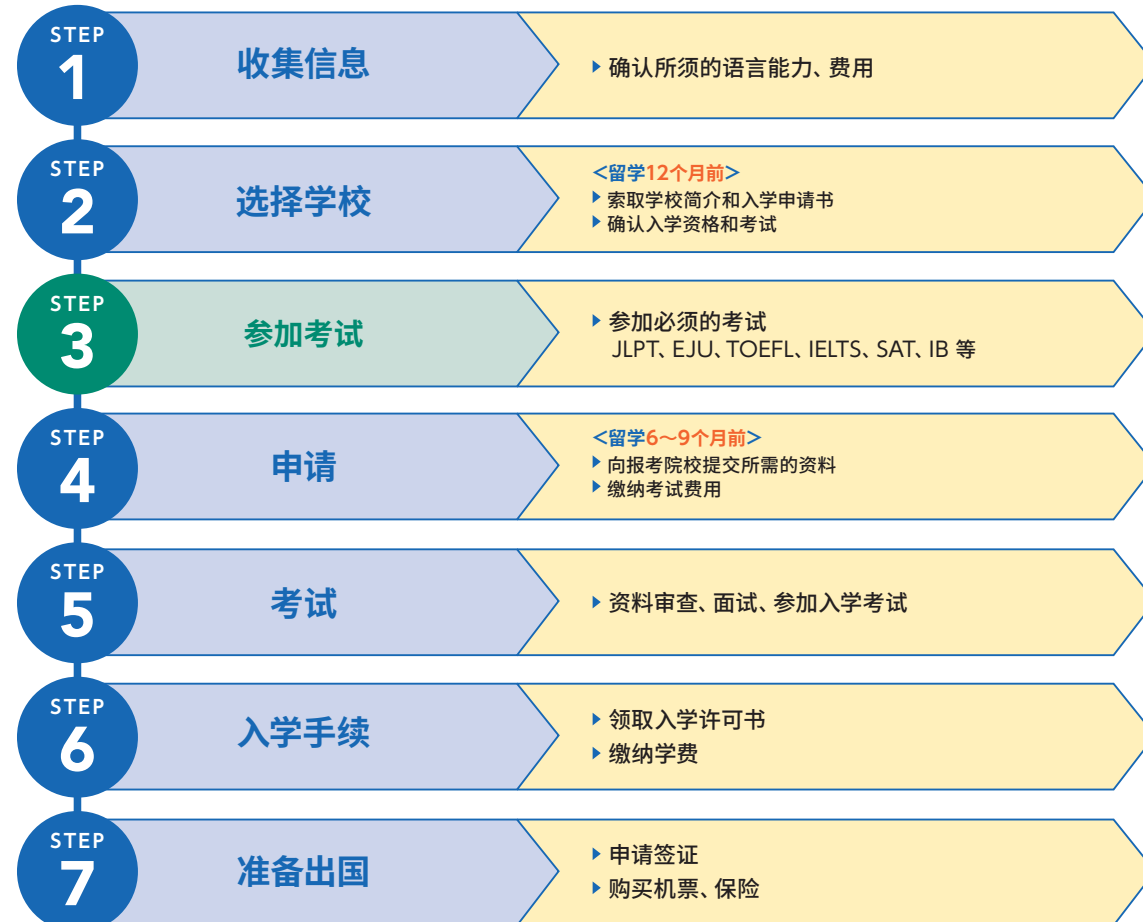 STEP
1
收集信息
▶ 确认所须的语言能力、费用
STEP
2
选择学校
<留学12个月前>
▶ 索取学校简介和入学申请书
▶ 确认入学资格和考试
STEP
3
参加考试
▶ 参加必须的考试
JLPT、EJU、TOEFL、IELTS、SAT、IB 等
STEP
4
申请
<留学6～9个月前>
▶ 向报考院校提交所需的资料
▶ 缴纳考试费用
STEP
5
考试
▶ 资料审查、面试、参加入学考试
STEP
6
入学手续
▶ 领取入学许可书
▶ 缴纳学费
STEP
7
准备出国
▶ 申请签证
▶ 购买机票、保险